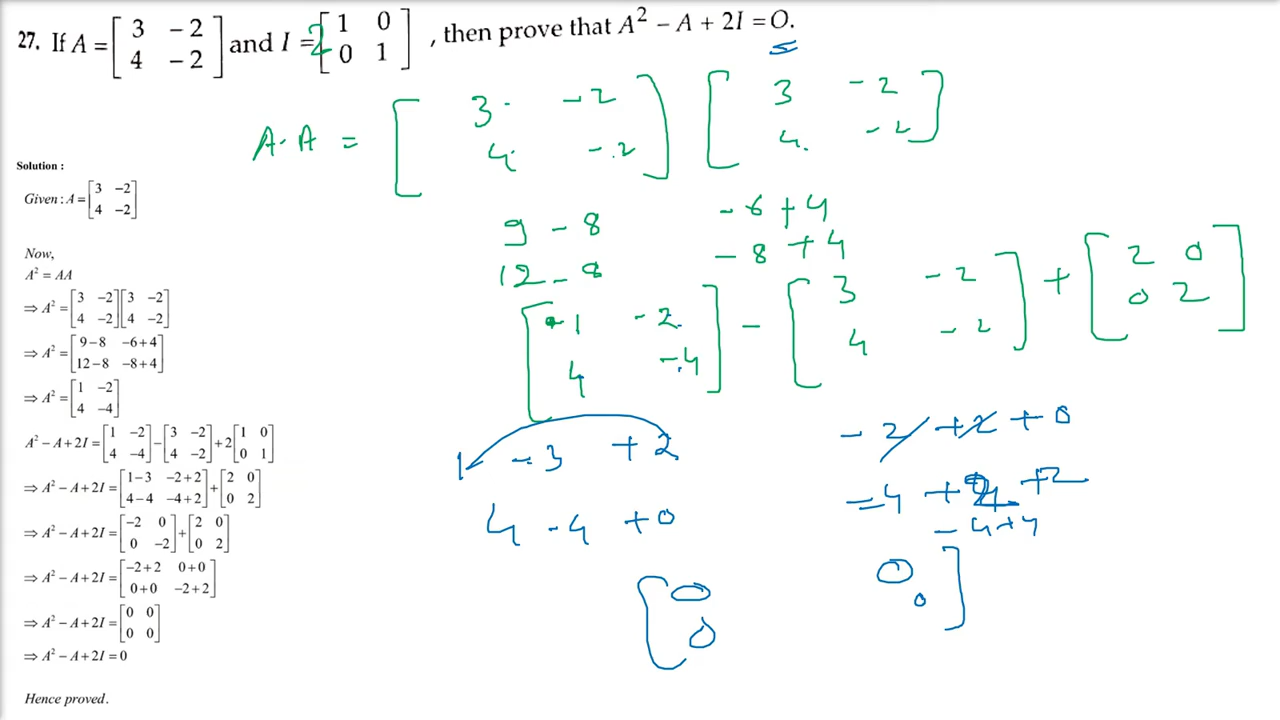 27. If A = [ 3 -2 ] and I = 2 [ 1 0 ] , then prove that A² − A + 2I = O.
[ 4 -2 ] [ 0 1 ]
A. A = [ 3 -2 ] [ 3 -2 ]
[ 4 -2 ] [ 4 -2 ]
9 - 8 -6+4
12 - 8 -8+4
[ 1 -2 ] - [ 3 -2 ] + [ 2 0 ]
[ 4 -4 ] [ 4 -2 ] [ 0 2 ]
1 -3 +2 -2 +2 +0
4 -4 +0 = 4 + 2 +2
-4+4
[ 0 0 ]
[ 0 0 ]
Solution :
Given : A = [ 3 -2 ]
[ 4 -2 ]
Now,
A² = AA
⇒ A² = [ 3 -2 ] [ 3 -2 ]
[ 4 -2 ] [ 4 -2 ]
⇒ A² = [ 9−8 −6+4 ]
[ 12−8 −8+4 ]
⇒ A² = [ 1 -2 ]
[ 4 -4 ]
A² − A + 2I = [ 1 -2 ] − [ 3 -2 ] + 2 [ 1 0 ]
[ 4 -4 ] [ 4 -2 ] [ 0 1 ]
⇒ A² − A + 2I = [ 1−3 −2+2 ] + [ 2 0 ]
[ 4−4 −4+2 ] [ 0 2 ]
⇒ A² − A + 2I = [ −2 0 ] + [ 2 0 ]
[ 0 −2 ] [ 0 2 ]
⇒ A² − A + 2I = [ −2+2 0+0 ]
[ 0+0 −2+2 ]
⇒ A² − A + 2I = [ 0 0 ]
[ 0 0 ]
⇒ A² − A + 2I = 0
Hence proved.